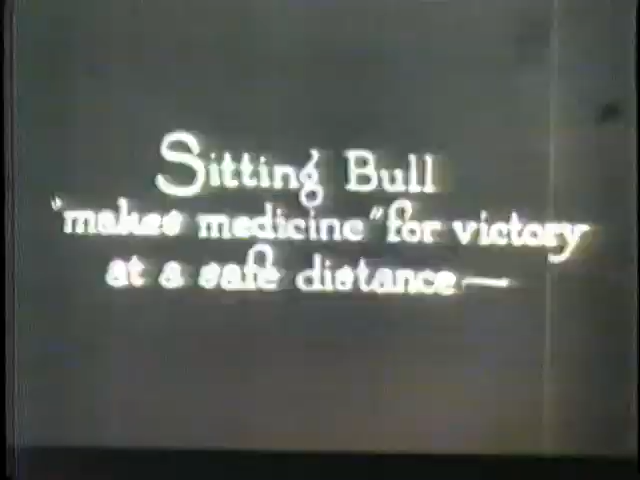 Sitting Bull
"makes medicine" for victory
at a safe distance—